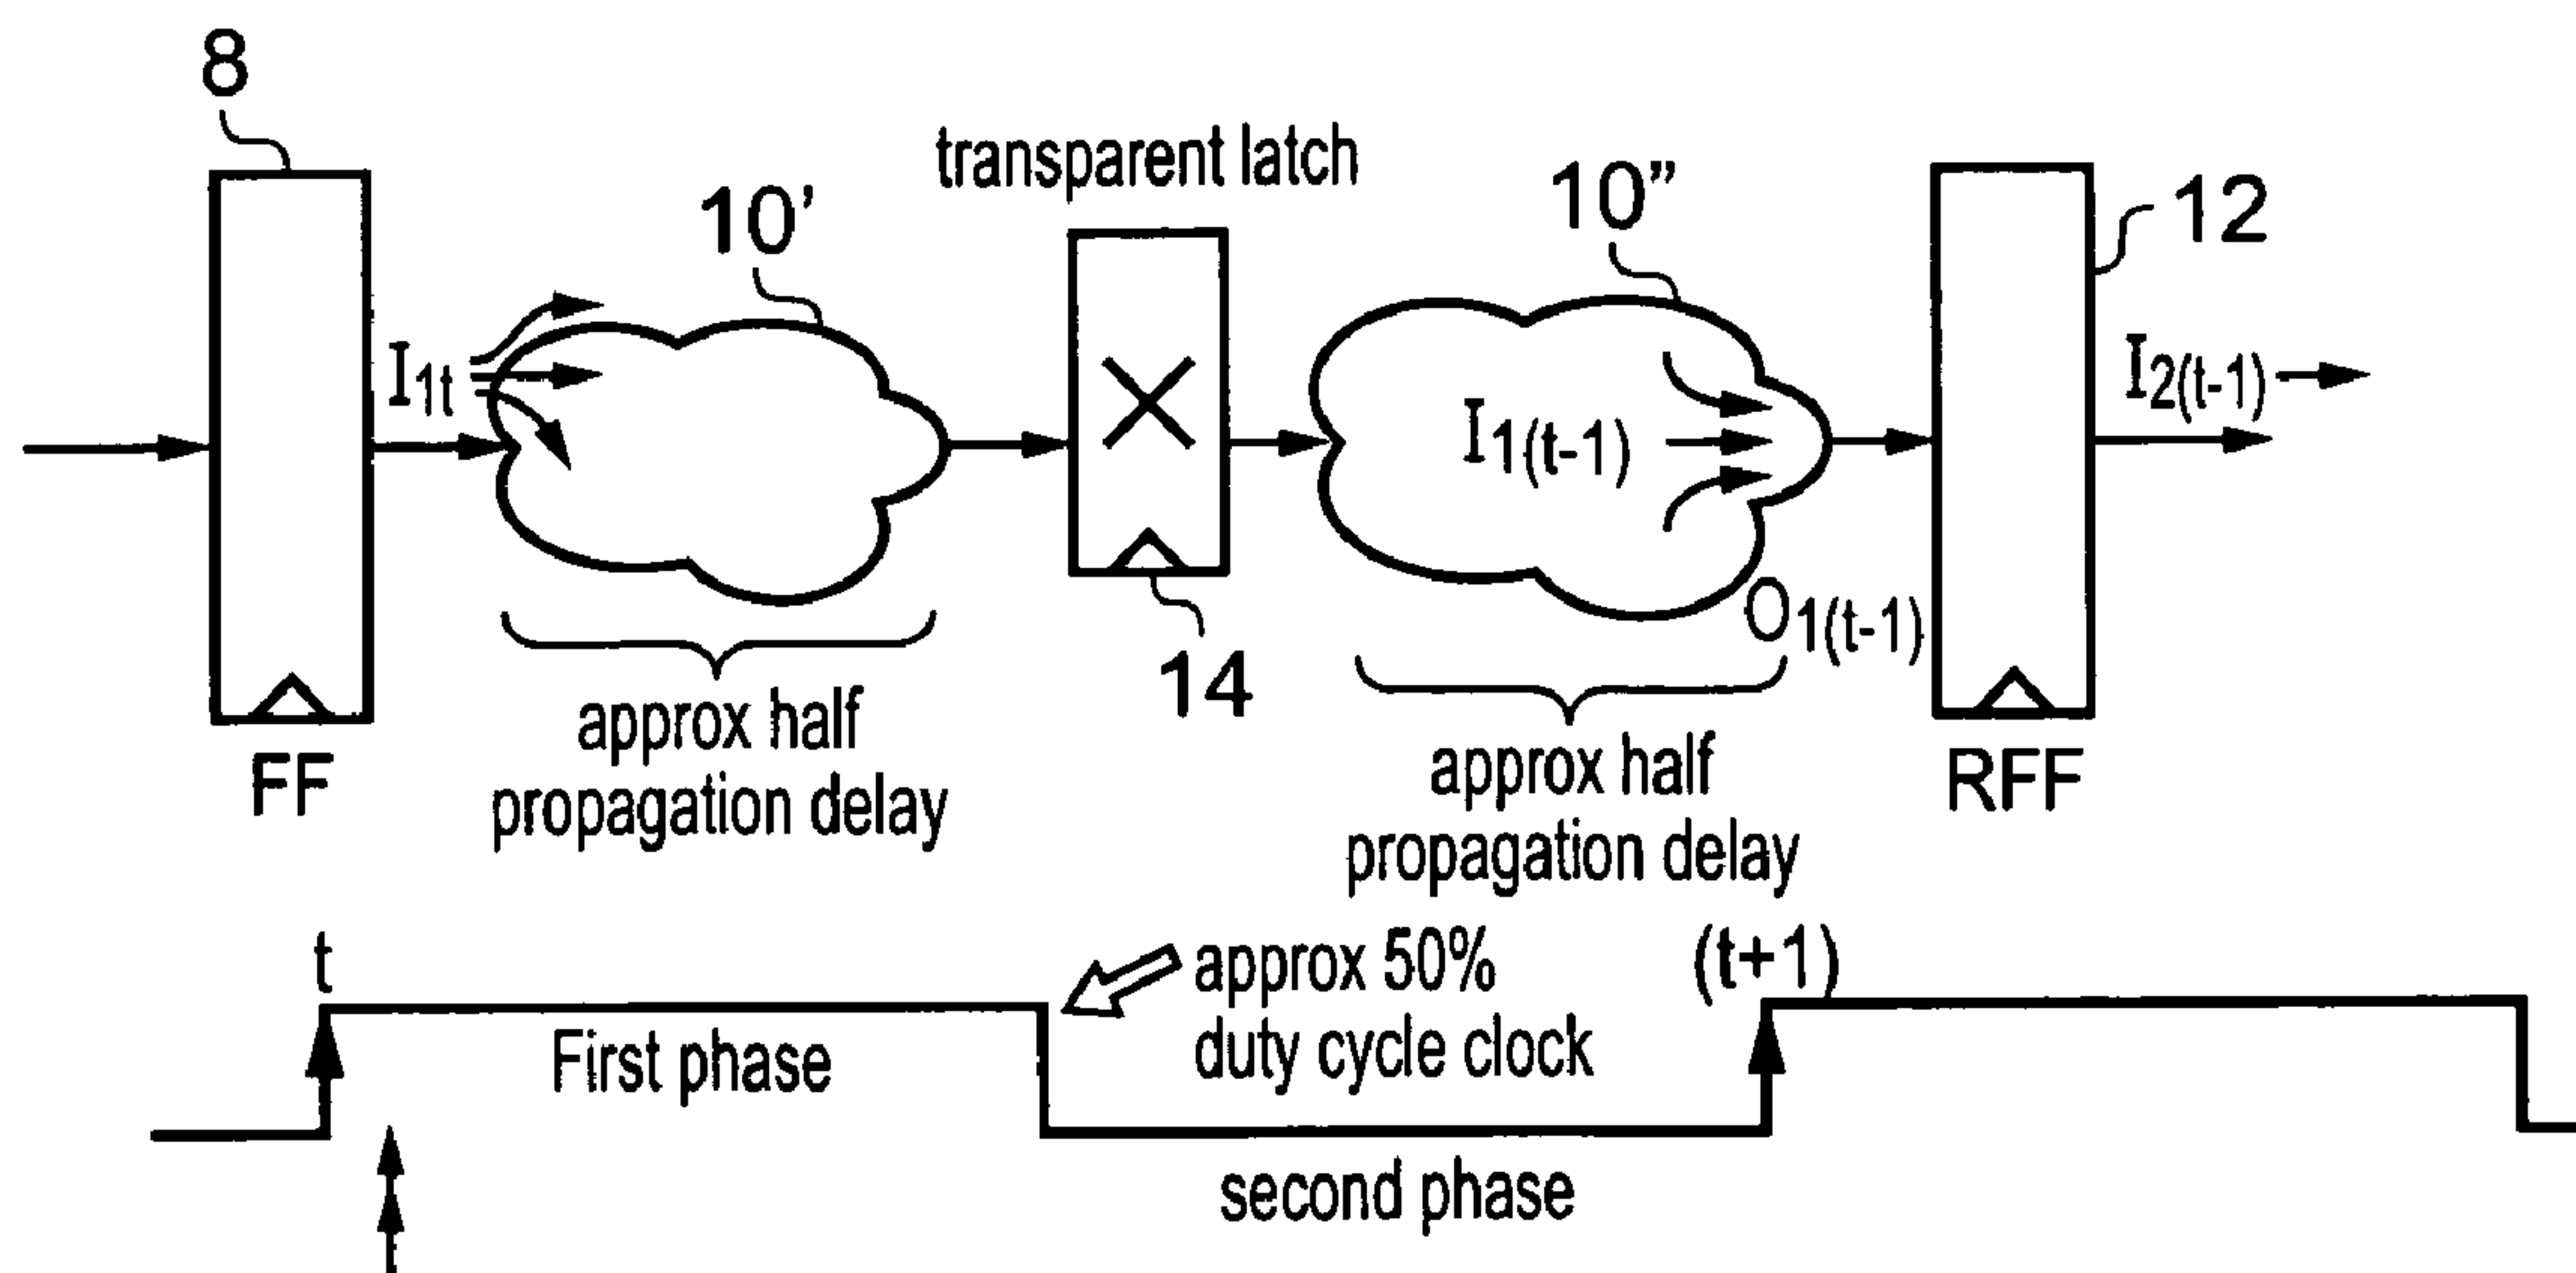 8
transparent latch
10'
10"
12
I1t
I1(t-1)
I2(t-1)
O1(t-1)
14
FF
approx half
propagation delay
approx half
propagation delay
RFF
t
approx 50%
duty cycle clock
(t+1)
First phase
second phase